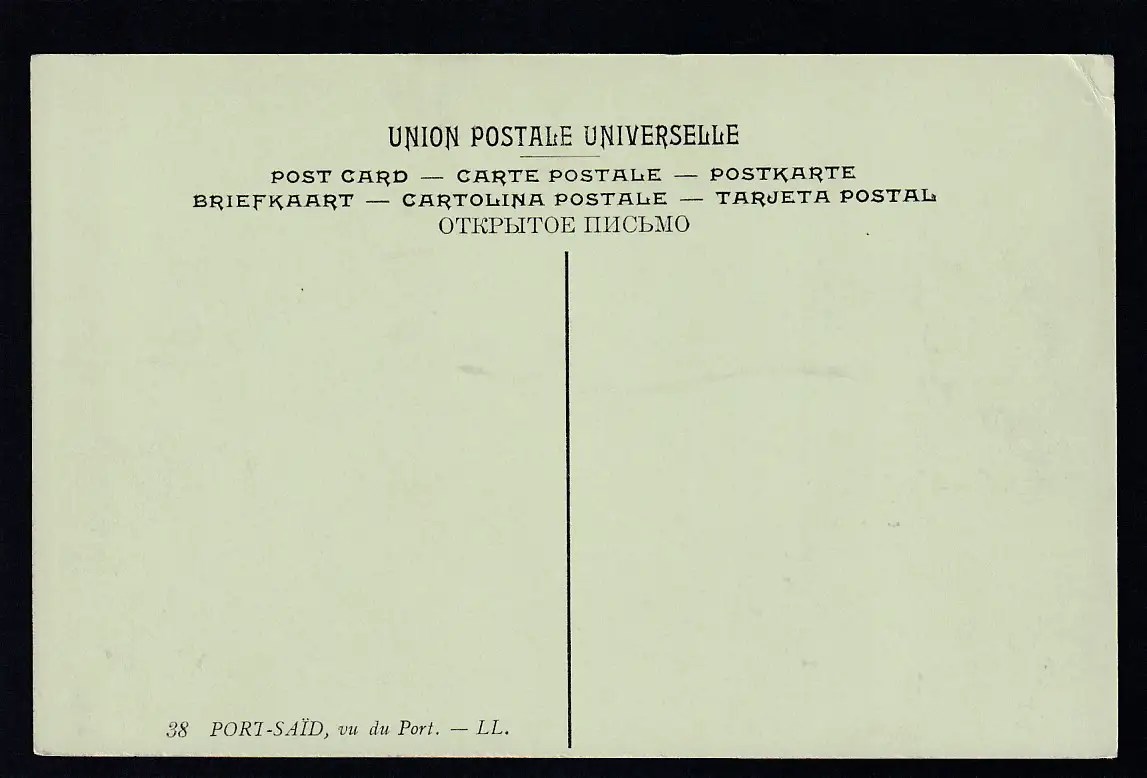 UNION POSTALE UNIVERSELLE
POST CARD — CARTE POSTALE — POSTKARTE
BRIEFKAART — CARTOLINA POSTALE — TARJETA POSTAL
ОТКРЫТОЕ ПИСЬМО
38 PORT-SAÏD, vu du Port. — LL.